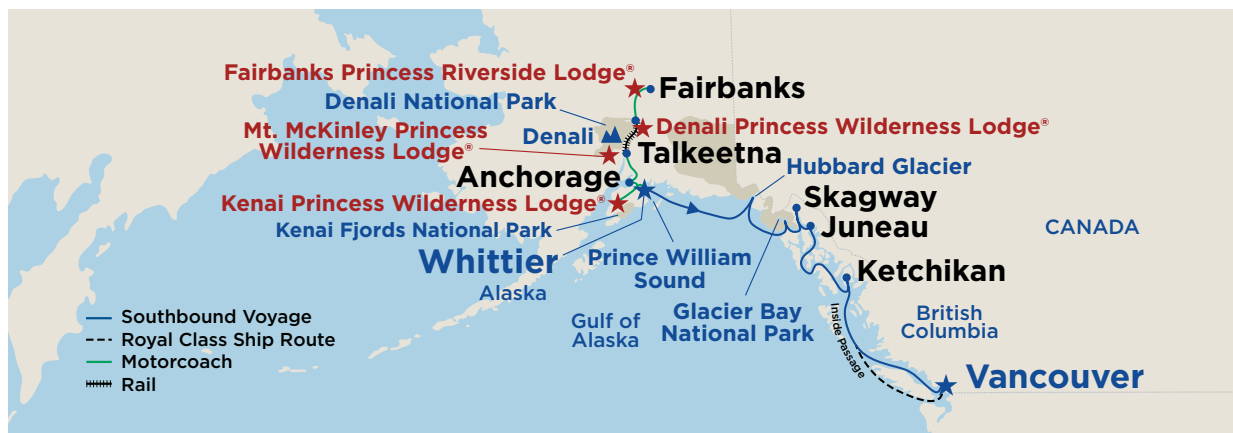 Fairbanks Princess Riverside Lodge®
Fairbanks
Denali National Park
Mt. McKinley Princess
Wilderness Lodge®
Denali
Denali Princess Wilderness Lodge®
Talkeetna
Hubbard Glacier
Anchorage
Skagway
Kenai Princess Wilderness Lodge®
Juneau
Kenai Fjords National Park
CANADA
Whittier
Prince William
Sound
Ketchikan
Alaska
Glacier Bay
National Park
Gulf of
Alaska
British
Columbia
Inside Passage
Vancouver
Southbound Voyage
Royal Class Ship Route
Motorcoach
Rail